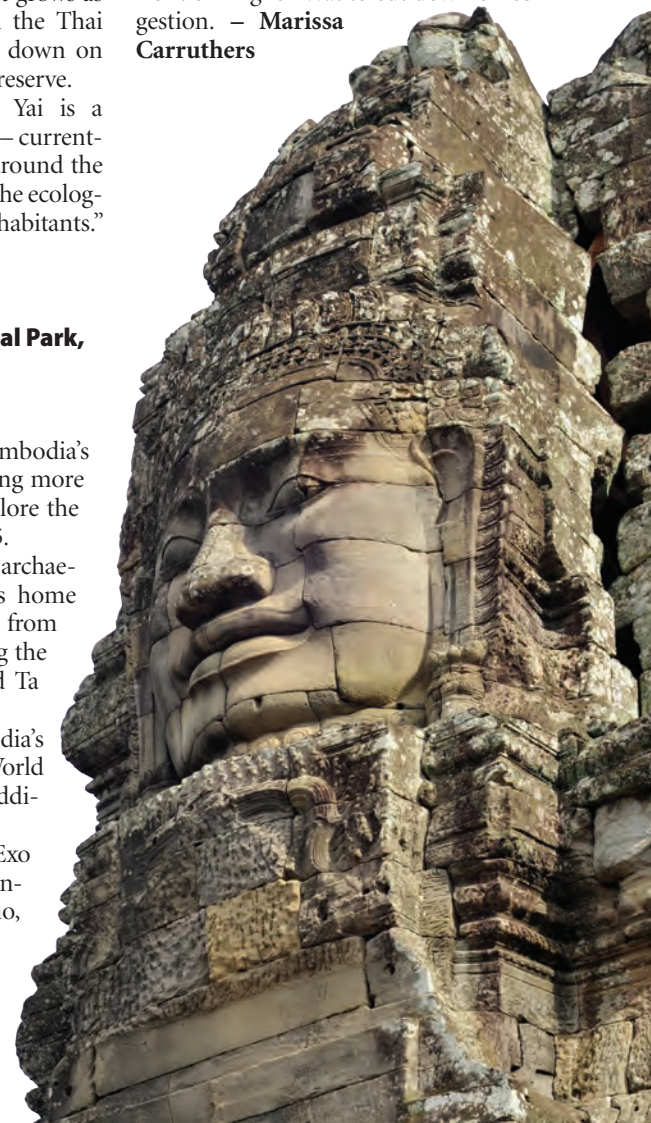 the Thai
down on
reserve.
Yai is a
– current-
round the
he ecolog-
habitants.”
al Park,
mbodia’s
ng more
lore the
archae-
s home
from
g the
d Ta
dia’s
World
ddi-
Exo
n-
o,
gestion. – Marissa
Carruthers